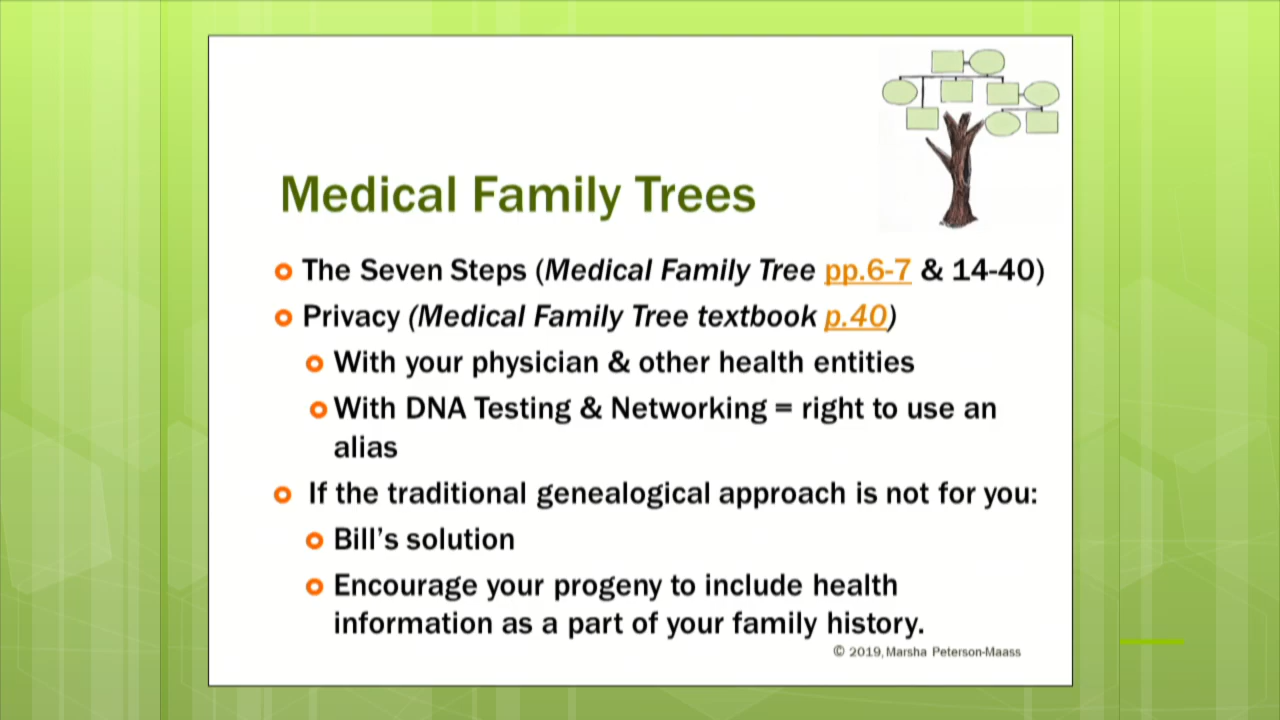 Medical Family Trees
The Seven Steps (Medical Family Tree pp.6-7 & 14-40)
Privacy (Medical Family Tree textbook p.40)
With your physician & other health entities
With DNA Testing & Networking = right to use an
alias
If the traditional genealogical approach is not for you:
Bill's solution
Encourage your progeny to include health
information as a part of your family history.
© 2019, Marsha Peterson-Maass